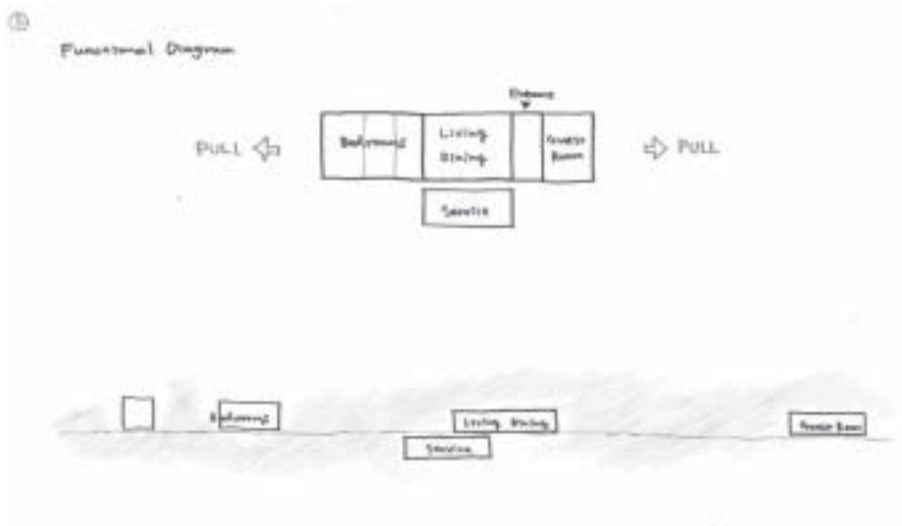 Functional Diagram
Entrance
PULL
Bedrooms
Living
Dining
PULL
Service
Bedrooms
Living Dining
Service